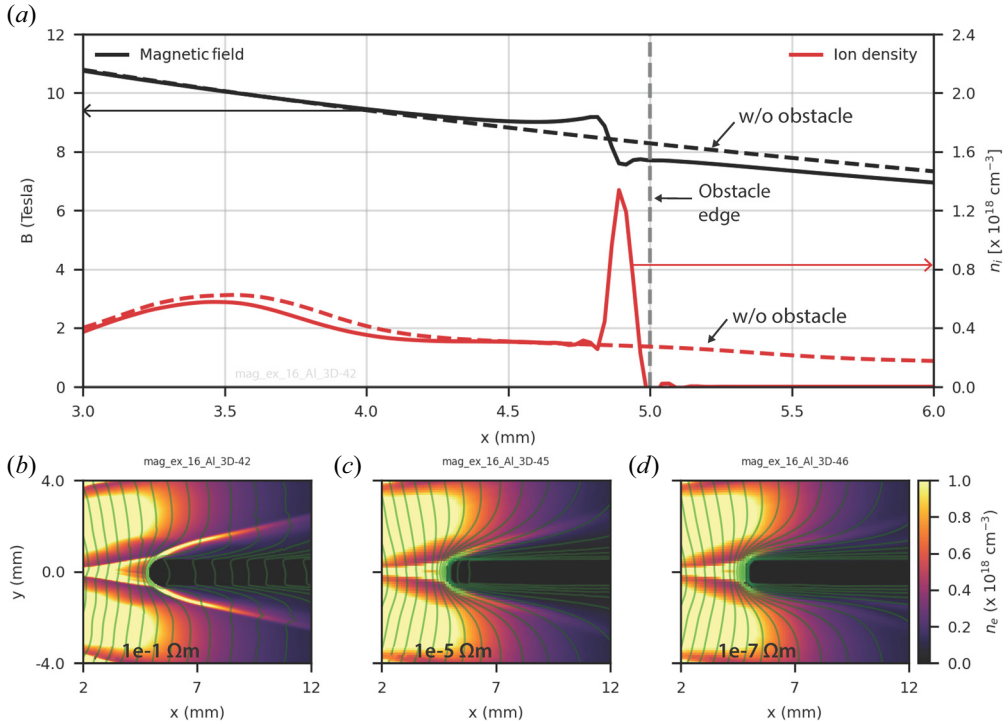 (a)
12
10
8
6
4
2
0
B (Tesla)
Magnetic field
Ion density
w/o obstacle
Obstacle
edge
w/o obstacle
mag_ex_16_Al_3D-42
2.4
2.0
1.6
1.2
0.8
0.4
0.0
n_i [x 10^18 cm^-3]
3.0 3.5 4.0 4.5 5.0 5.5 6.0
x (mm)
(b) mag_ex_16_Al_3D-42
4.0
0.0
-4.0
y (mm)
1e-1 Ωm
2 7 12
x (mm)
(c) mag_ex_16_Al_3D-45
1e-5 Ωm
2 7 12
x (mm)
(d) mag_ex_16_Al_3D-46
1e-7 Ωm
2 7 12
x (mm)
1.0
0.8
0.6
0.4
0.2
0.0
n_e (x 10^18 cm^-3)